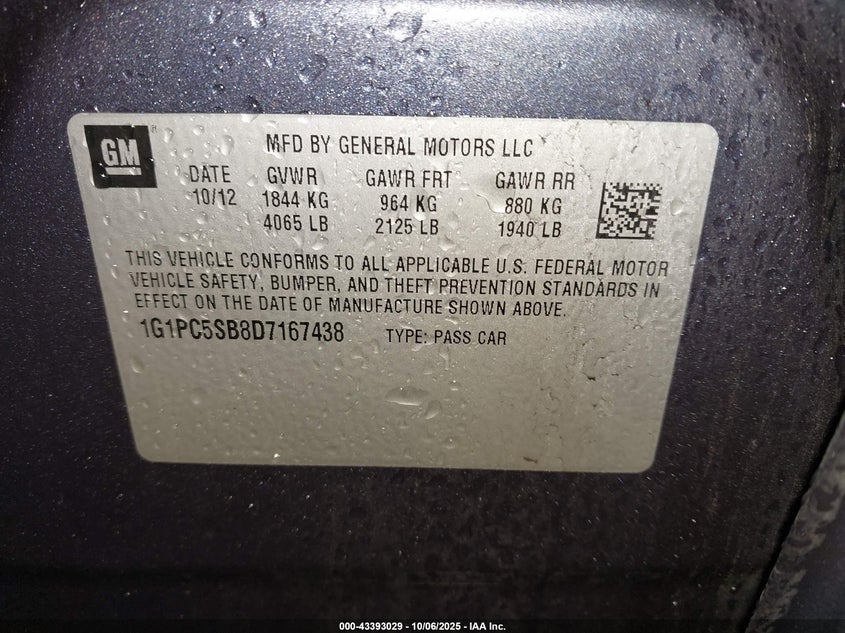 GM
MFD BY GENERAL MOTORS LLC
DATE GVWR GAWR FRT GAWR RR
10/12 1844 KG 964 KG 880 KG
4065 LB 2125 LB 1940 LB
THIS VEHICLE CONFORMS TO ALL APPLICABLE U.S. FEDERAL MOTOR
VEHICLE SAFETY, BUMPER, AND THEFT PREVENTION STANDARDS IN
EFFECT ON THE DATE OF MANUFACTURE SHOWN ABOVE.
1G1PC5SB8D7167438 TYPE: PASS CAR
000-43393029 - 10/06/2025 - IAA Inc.